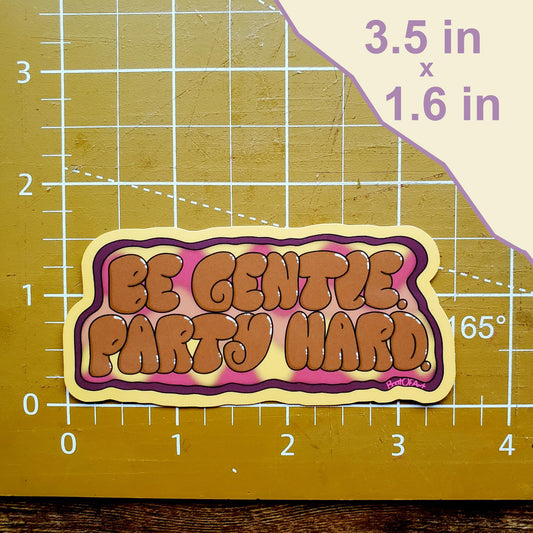 3.5 in
x
1.6 in
3
2
1
0
BE GENTLE.
PARTY HARD.
165°
0 1 2 3 4